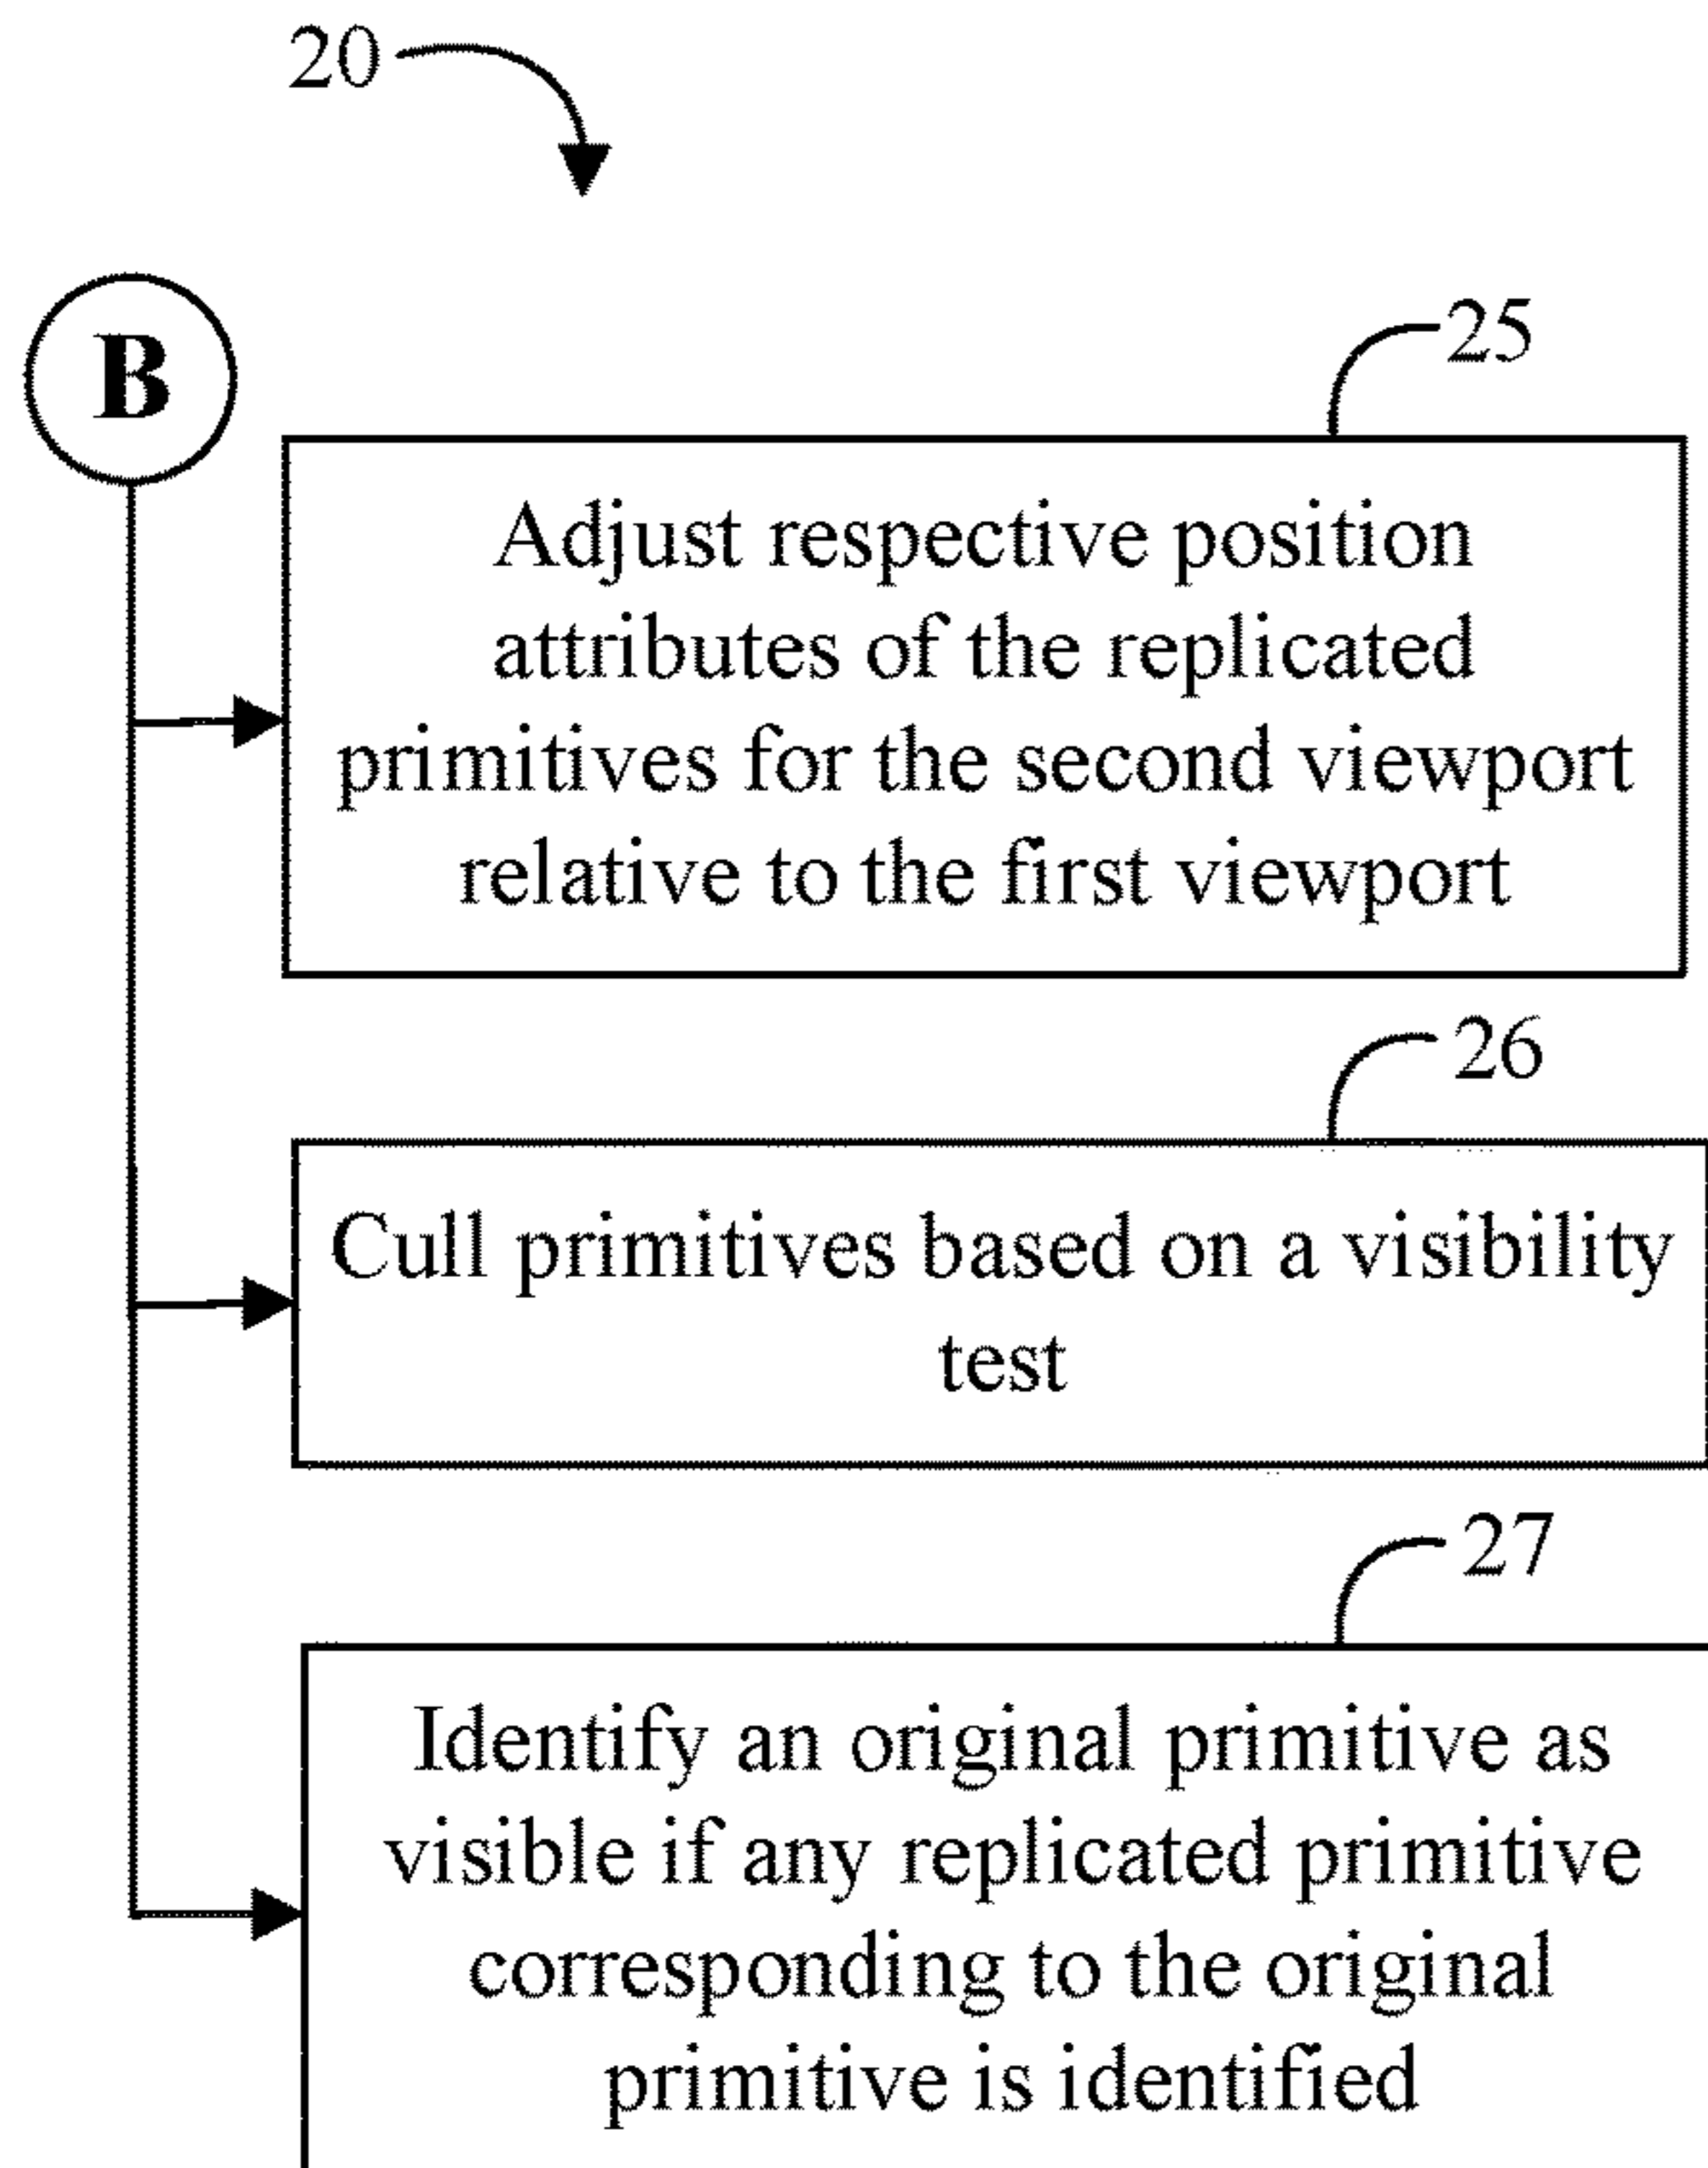 20
B
25
Adjust respective position
attributes of the replicated
primitives for the second viewport
relative to the first viewport
26
Cull primitives based on a visibility
test
27
Identify an original primitive as
visible if any replicated primitive
corresponding to the original
primitive is identified